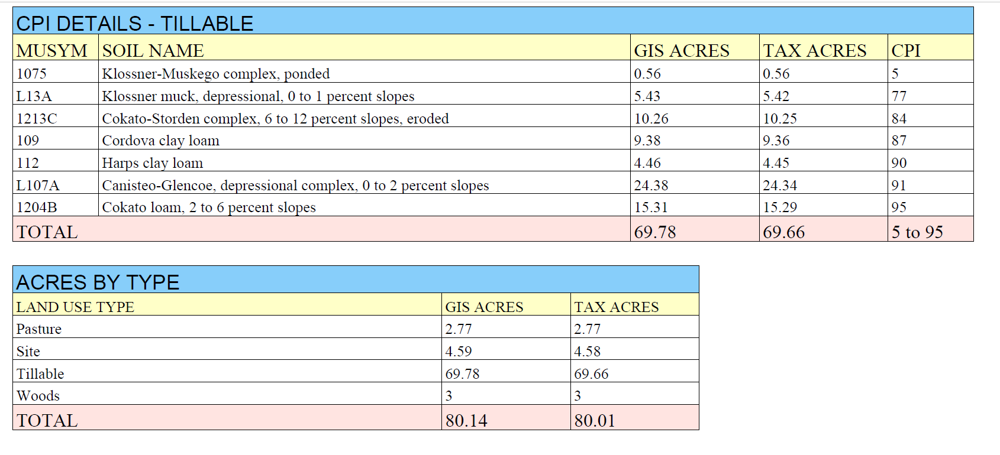 CPI DETAILS - TILLABLE
MUSYM SOIL NAME GIS ACRES TAX ACRES CPI
1075 Klossner-Muskego complex, ponded 0.56 0.56 5
L13A Klossner muck, depressional, 0 to 1 percent slopes 5.43 5.42 77
1213C Cokato-Storden complex, 6 to 12 percent slopes, eroded 10.26 10.25 84
109 Cordova clay loam 9.38 9.36 87
112 Harps clay loam 4.46 4.45 90
L107A Canisteo-Glencoe, depressional complex, 0 to 2 percent slopes 24.38 24.34 91
1204B Cokato loam, 2 to 6 percent slopes 15.31 15.29 95
TOTAL 69.78 69.66 5 to 95
ACRES BY TYPE
LAND USE TYPE GIS ACRES TAX ACRES
Pasture 2.77 2.77
Site 4.59 4.58
Tillable 69.78 69.66
Woods 3 3
TOTAL 80.14 80.01